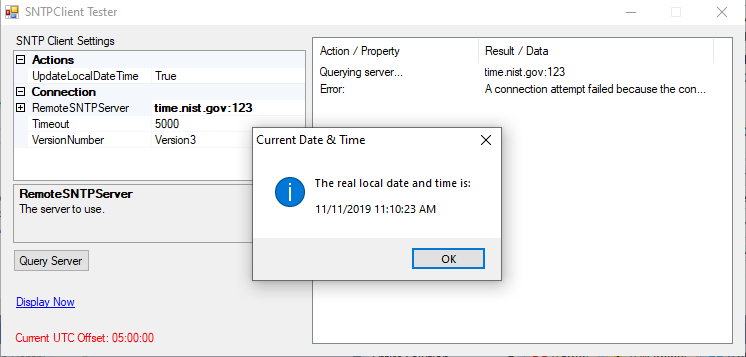 SNTPClient Tester
SNTP Client Settings
Actions
UpdateLocalDateTime True
Connection
RemoteSNTPServer time.nist.gov:123
Timeout 5000
VersionNumber Version3
RemoteSNTPServer
The server to use.
Query Server
Display Now
Current UTC Offset: 05:00:00
Action / Property Result / Data
Querying server... time.nist.gov:123
Error: A connection attempt failed because the con...
Current Date & Time
The real local date and time is:
11/11/2019 11:10:23 AM
OK